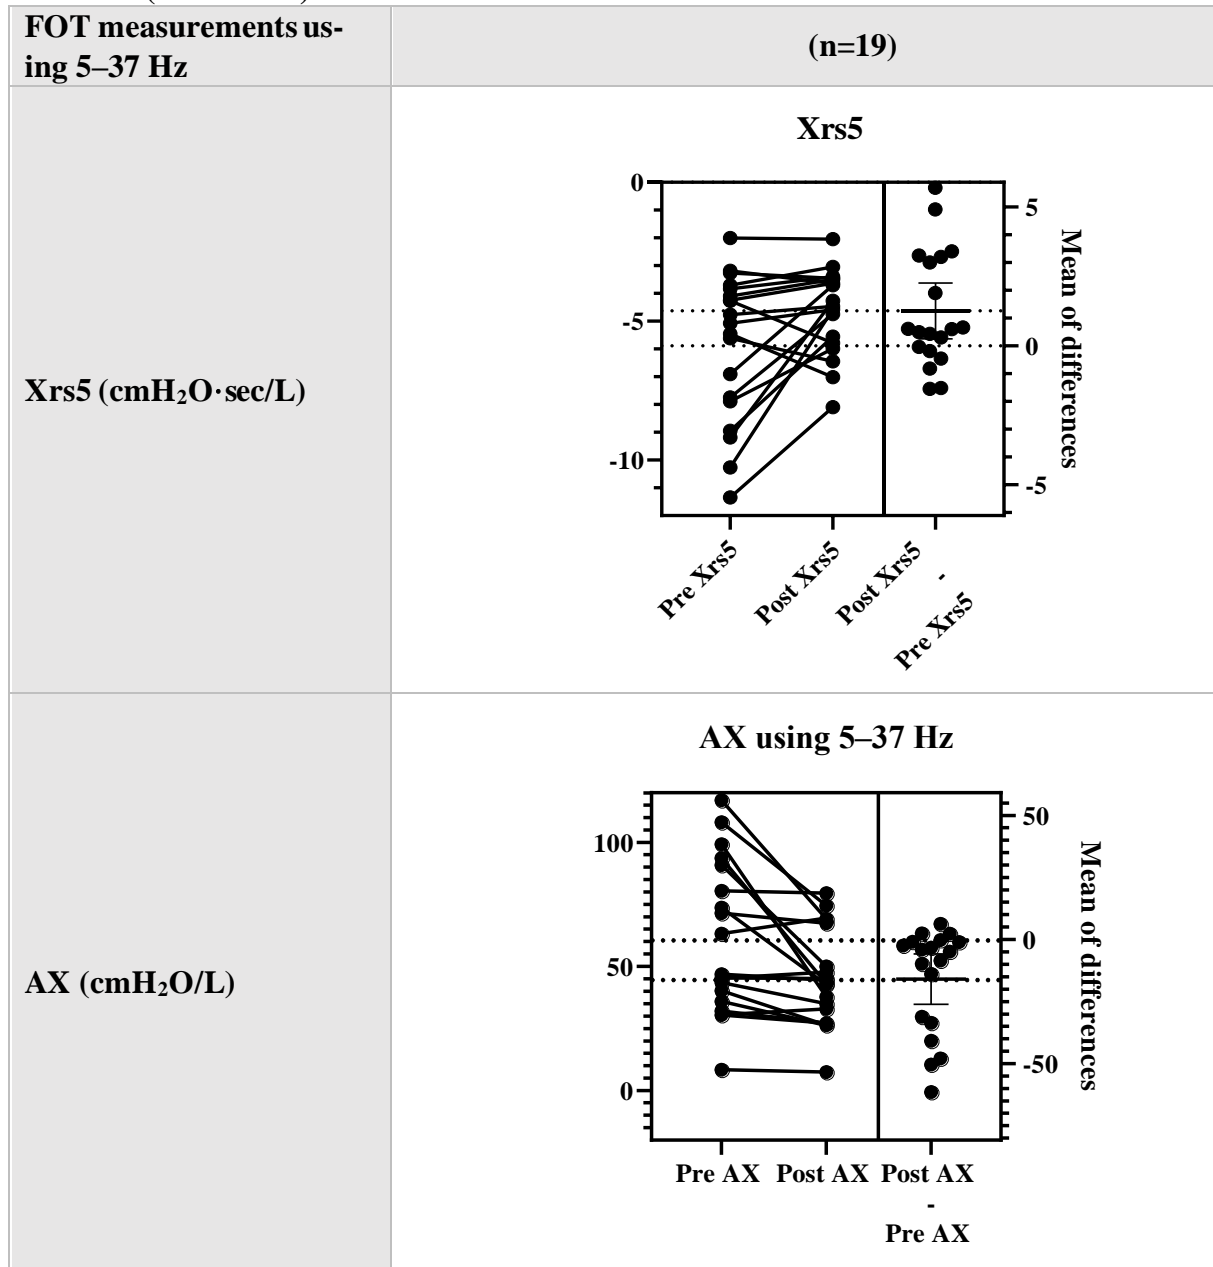 FOT measurements us-
ing 5–37 Hz
(n=19)
Xrs5 (cmH₂O·sec/L)
Xrs5
0
-5
-10
5
0
-5
Mean of differences
Pre Xrs5
Post Xrs5
Post Xrs5
-
Pre Xrs5
AX (cmH₂O/L)
AX using 5–37 Hz
100
50
0
50
0
-50
Mean of differences
Pre AX
Post AX
Post AX
-
Pre AX